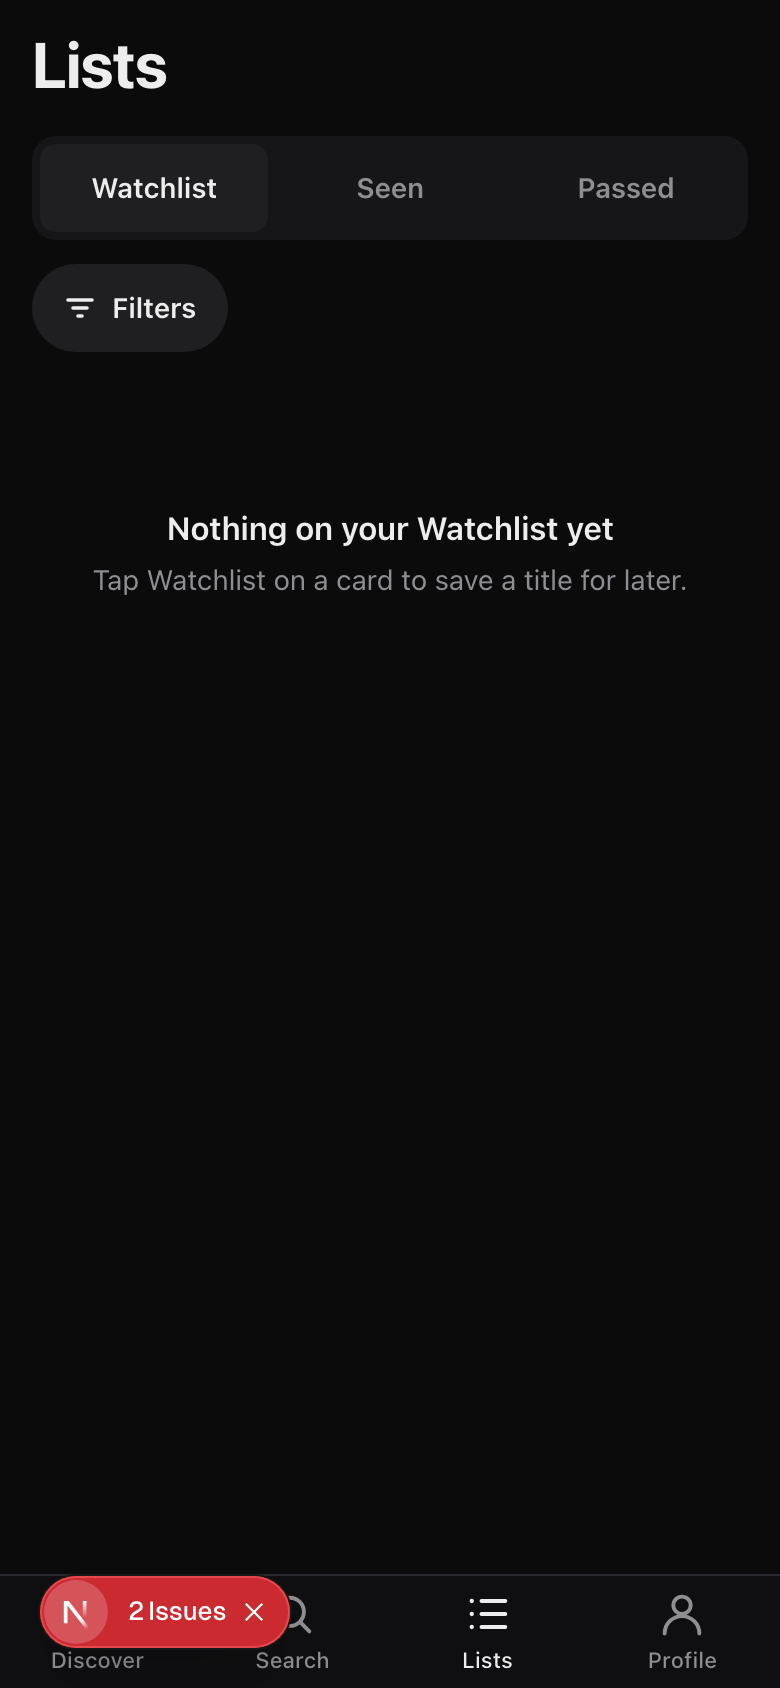 Lists
Watchlist
Seen
Passed
Filters
Nothing on your Watchlist yet
Tap Watchlist on a card to save a title for later.
N
2 Issues
Discover
Search
Lists
Profile